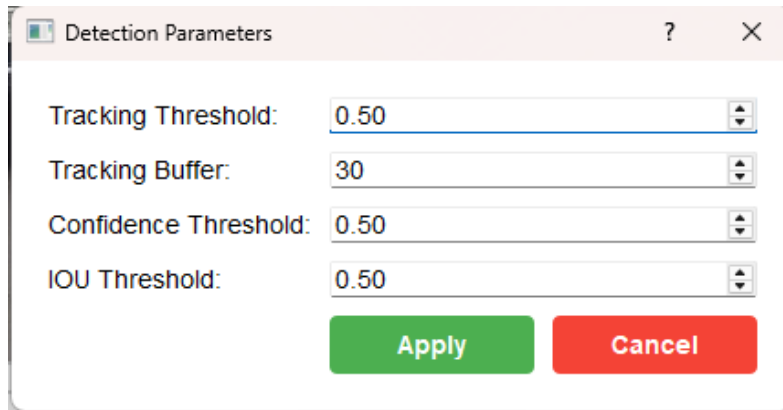 Detection Parameters ?
Tracking Threshold: 0.50
Tracking Buffer: 30
Confidence Threshold: 0.50
IOU Threshold: 0.50
Apply Cancel